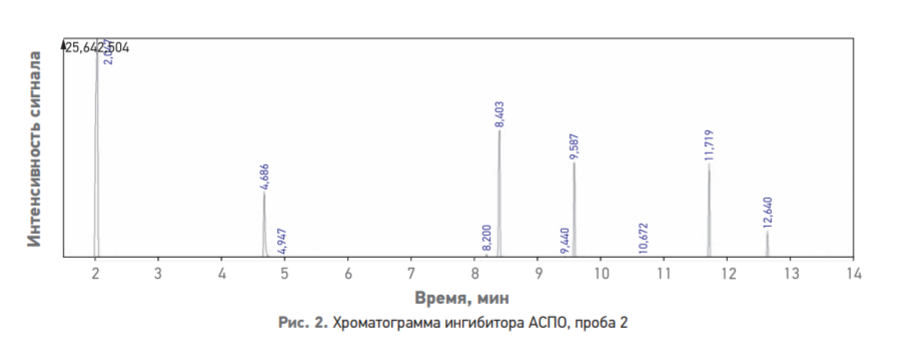 25,642,504
2,047
4,686
4,947
8,200
8,403
9,440
9,587
10,672
11,719
12,640
Интенсивность сигнала
2 3 4 5 6 7 8 9 10 11 12 13 14
Время, мин
Рис. 2. Хроматограмма ингибитора АСПО, проба 2